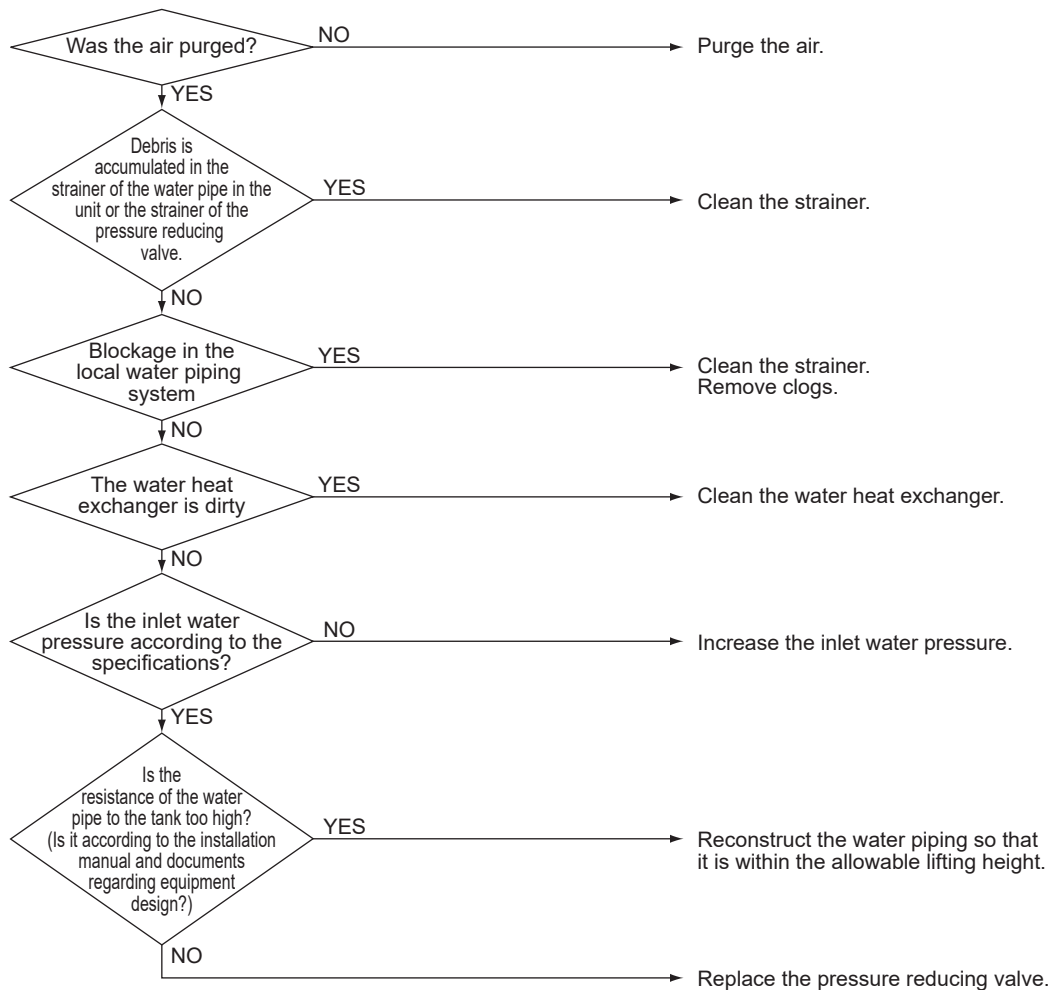 Was the air purged?
NO
Purge the air.
YES
Debris is
accumulated in the
strainer of the water pipe in the
unit or the strainer of the
pressure reducing
valve.
YES
Clean the strainer.
NO
Blockage in the
local water piping
system
YES
Clean the strainer.
Remove clogs.
NO
The water heat
exchanger is dirty
YES
Clean the water heat exchanger.
NO
Is the inlet water
pressure according to the
specifications?
NO
Increase the inlet water pressure.
YES
Is the
resistance of the water
pipe to the tank too high?
(Is it according to the installation
manual and documents
regarding equipment
design?)
YES
Reconstruct the water piping so that
it is within the allowable lifting height.
NO
Replace the pressure reducing valve.